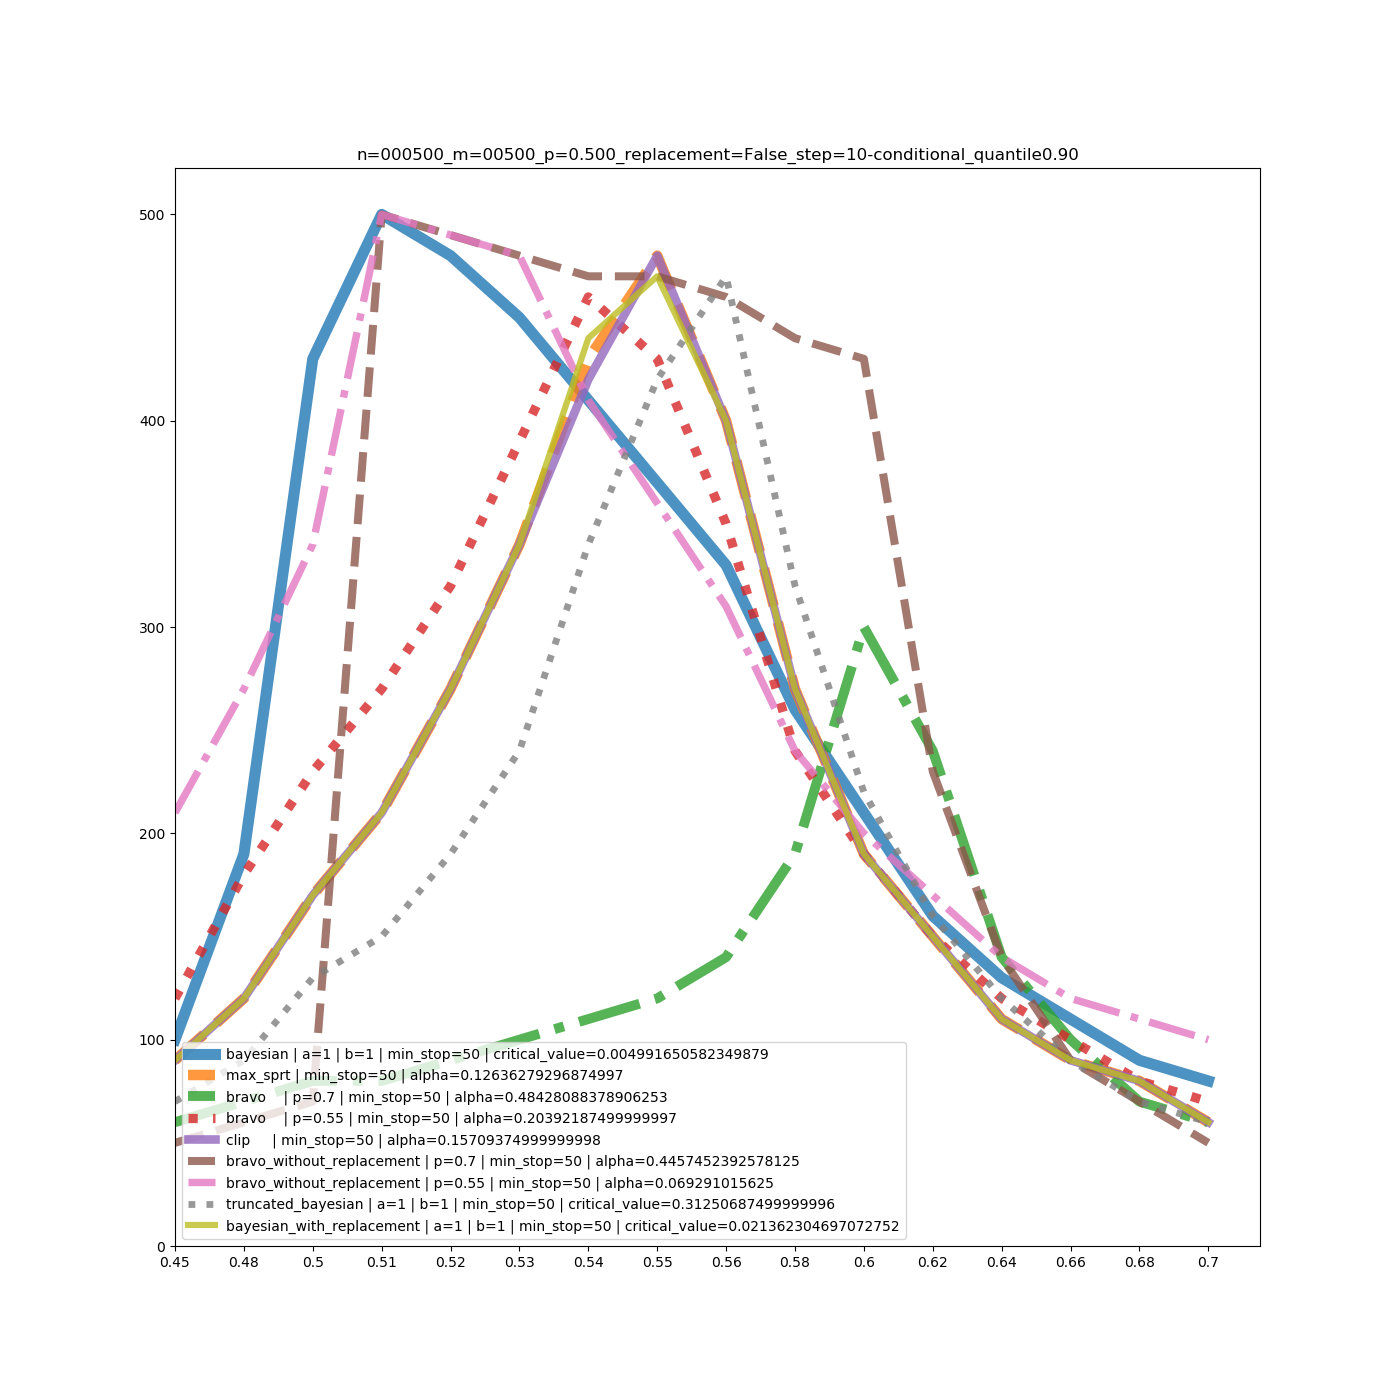 n=000500_m=00500_p=0.500_replacement=False_step=10-conditional_quantile0.90
500
400
300
200
100
0
bayesian | a=1 | b=1 | min_stop=50 | critical_value=0.004991650582349879
max_sprt | min_stop=50 | alpha=0.12636279296874997
bravo | p=0.7 | min_stop=50 | alpha=0.48428088378906253
bravo | p=0.55 | min_stop=50 | alpha=0.20392187499999997
clip | min_stop=50 | alpha=0.15709374999999998
bravo_without_replacement | p=0.7 | min_stop=50 | alpha=0.4457452392578125
bravo_without_replacement | p=0.55 | min_stop=50 | alpha=0.069291015625
truncated_bayesian | a=1 | b=1 | min_stop=50 | critical_value=0.31250687499999996
bayesian_with_replacement | a=1 | b=1 | min_stop=50 | critical_value=0.021362304697072752
0.45 0.48 0.5 0.51 0.52 0.53 0.54 0.55 0.56 0.58 0.6 0.62 0.64 0.66 0.68 0.7